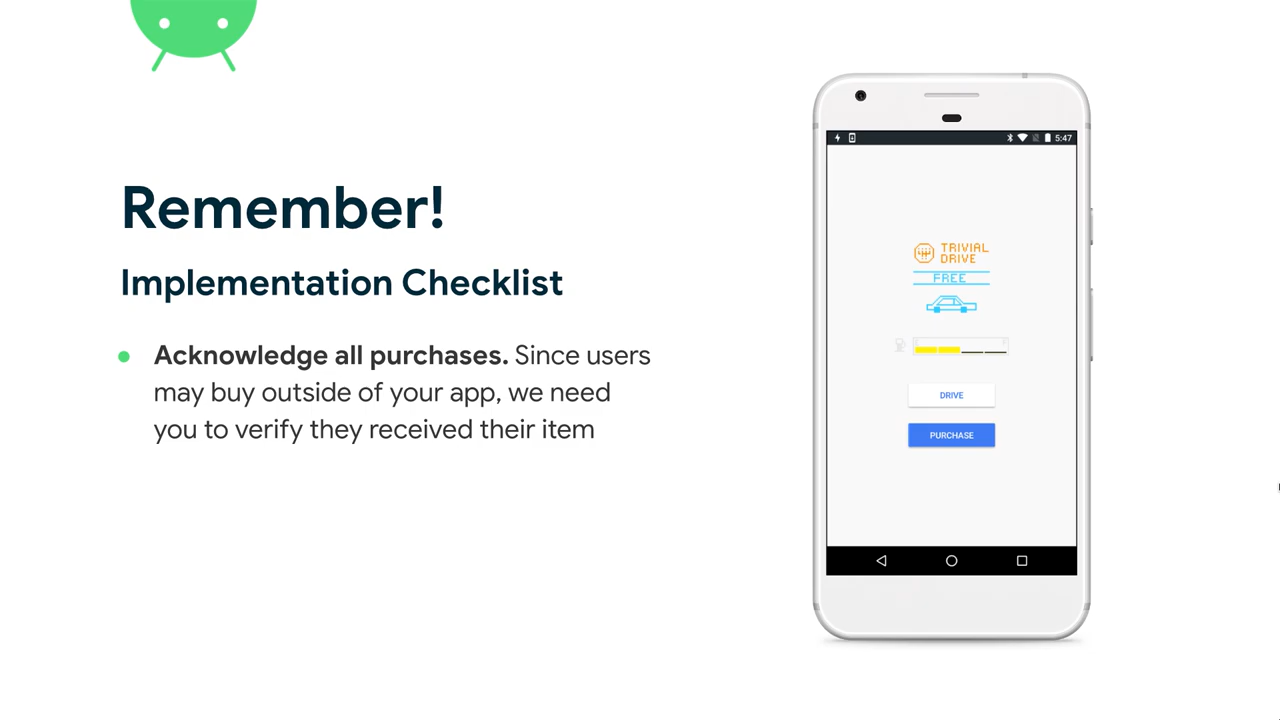 Remember!
Implementation Checklist
Acknowledge all purchases. Since users
may buy outside of your app, we need
you to verify they received their item
5:47
TRIVIAL
DRIVE
FREE
DRIVE
PURCHASE